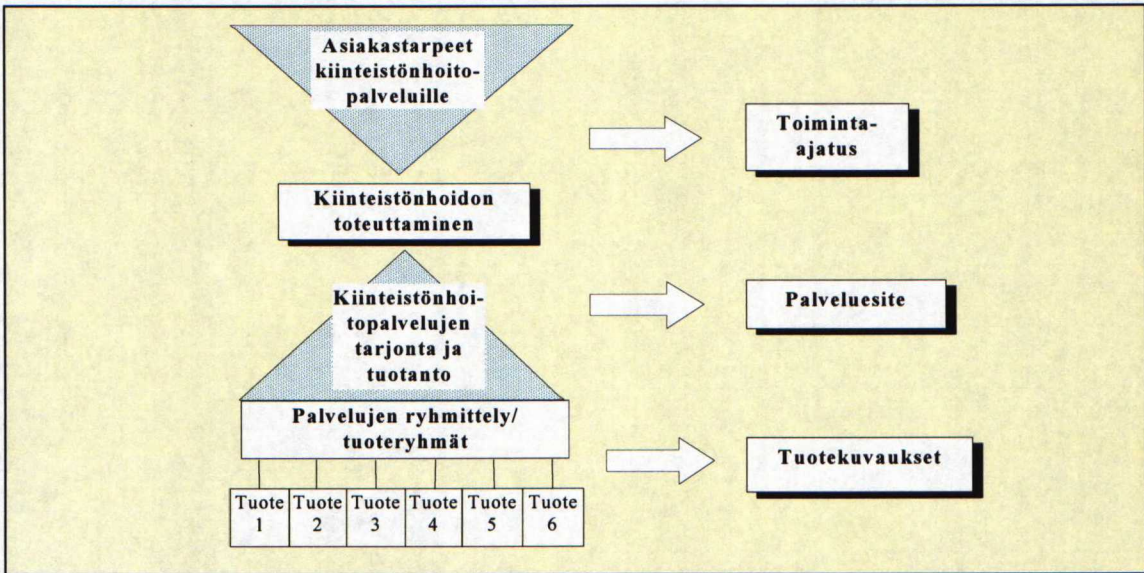 Asiakastarpeet
kiinteistönhoito-
palveluille
Toiminta-
ajatus
Kiinteistönhoidon
toteuttaminen
Kiinteistönhoi-
topalvelujen
tarjonta ja
tuotanto
Palveluesite
Palvelujen ryhmittely/
tuoteryhmät
Tuotekuvaukset
Tuote
1
Tuote
2
Tuote
3
Tuote
4
Tuote
5
Tuote
6